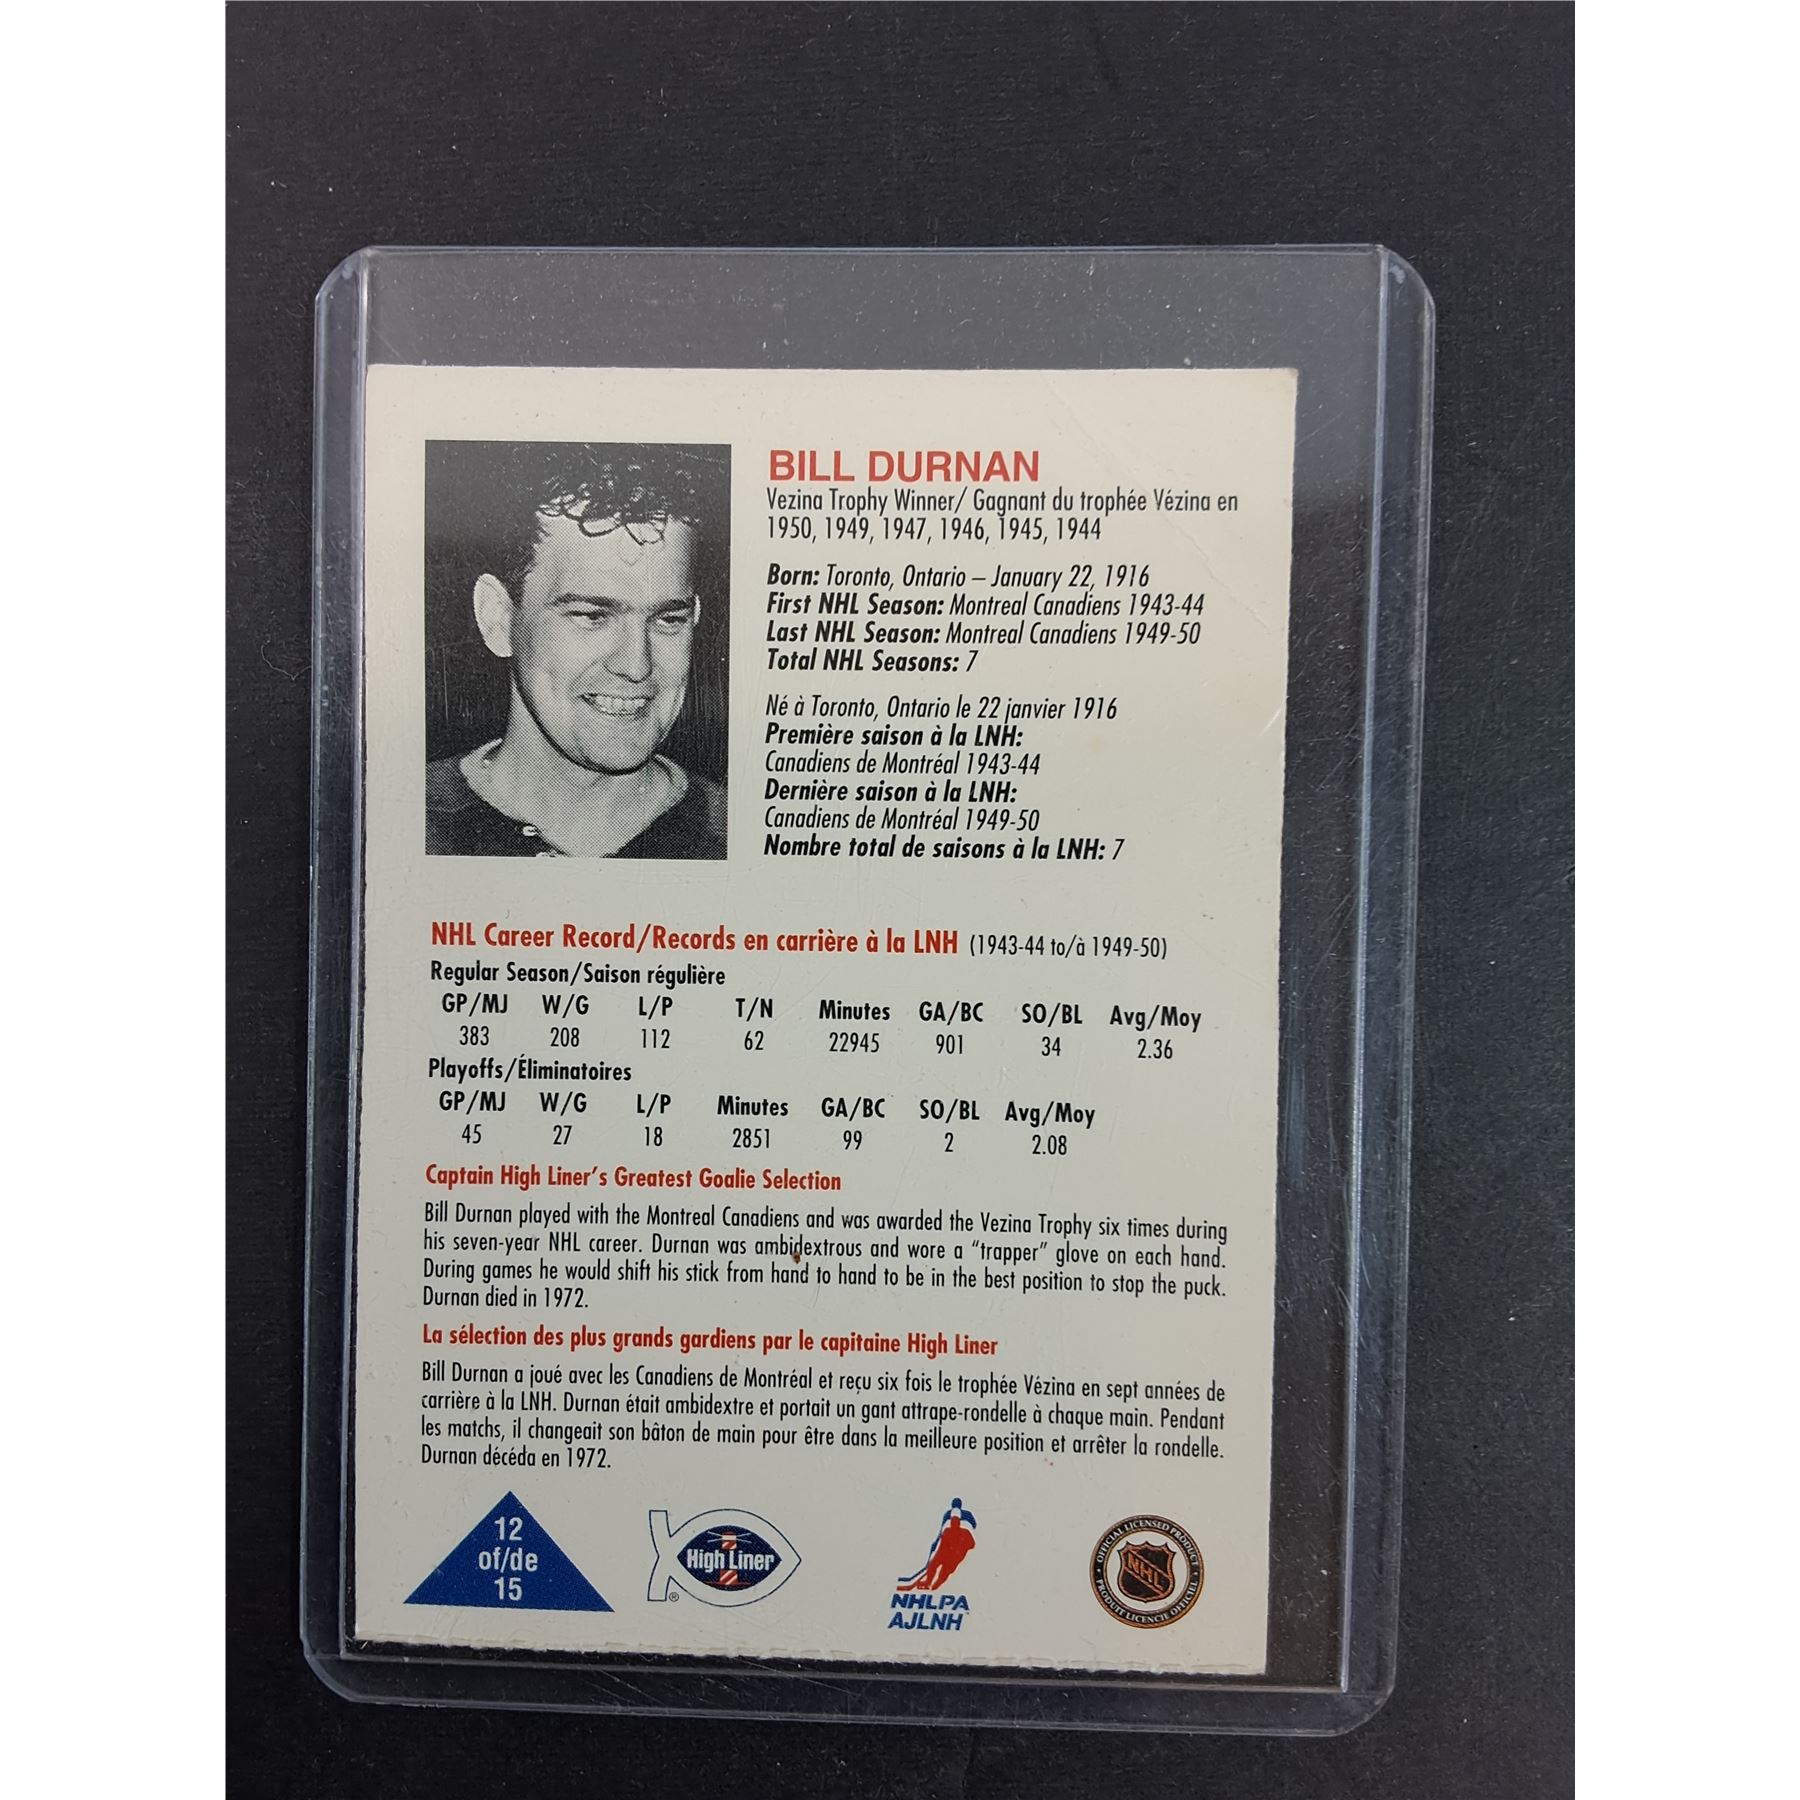 BILL DURNAN
Vezina Trophy Winner/ Gagnant du trophée Vézina en
1950, 1949, 1947, 1946, 1945, 1944
Born: Toronto, Ontario – January 22, 1916
First NHL Season: Montreal Canadiens 1943-44
Last NHL Season: Montreal Canadiens 1949-50
Total NHL Seasons: 7
Né à Toronto, Ontario le 22 janvier 1916
Première saison à la LNH:
Canadiens de Montréal 1943-44
Dernière saison à la LNH:
Canadiens de Montréal 1949-50
Nombre total de saisons à la LNH: 7
NHL Career Record/Records en carrière à la LNH (1943-44 to/à 1949-50)
Regular Season/Saison régulière
GP/MJ W/G L/P T/N Minutes GA/BC SO/BL Avg/Moy
383 208 112 62 22945 901 34 2.36
Playoffs/Éliminatoires
GP/MJ W/G L/P Minutes GA/BC SO/BL Avg/Moy
45 27 18 2851 99 2 2.08
Captain High Liner's Greatest Goalie Selection
Bill Durnan played with the Montreal Canadiens and was awarded the Vezina Trophy six times during
his seven-year NHL career. Durnan was ambidextrous and wore a "trapper" glove on each hand.
During games he would shift his stick from hand to hand to be in the best position to stop the puck.
Durnan died in 1972.
La sélection des plus grands gardiens par le capitaine High Liner
Bill Durnan a joué avec les Canadiens de Montréal et reçu six fois le trophée Vézina en sept années de
carrière à la LNH. Durnan était ambidextre et portait un gant attrape-rondelle à chaque main. Pendant
les matchs, il changeait son bâton de main pour être dans la meilleure position et arrêter la rondelle.
Durnan décéda en 1972.
12
of/de
15
High Liner
®
NHLPA
AJLNH
OFFICIAL LICENSED PRODUCT
NHL
PRODUIT LICENCIE OFFICIEL